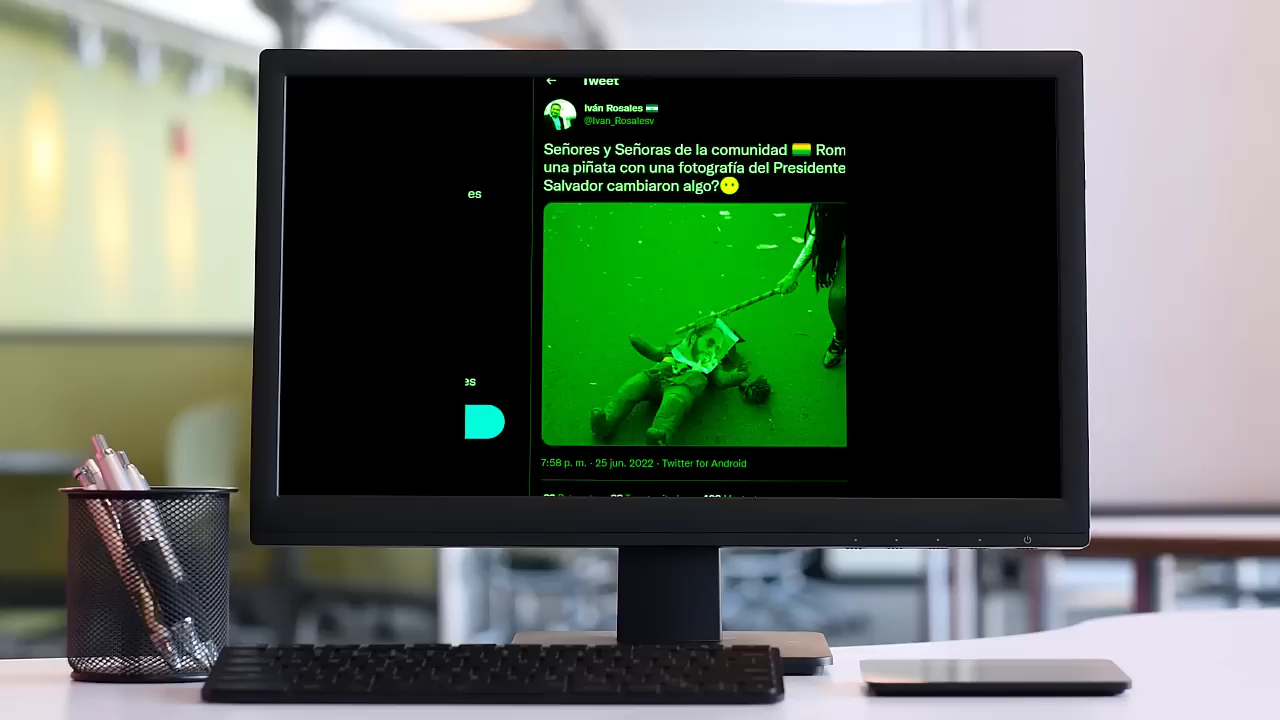 Tweet
Iván Rosales
@Ivan_Rosalesv
Señores y Señoras de la comunidad Rom
una piñata con una fotografía del Presidente
Salvador cambiaron algo?
es
es
7:58 p. m. · 25 jun. 2022 · Twitter for Android